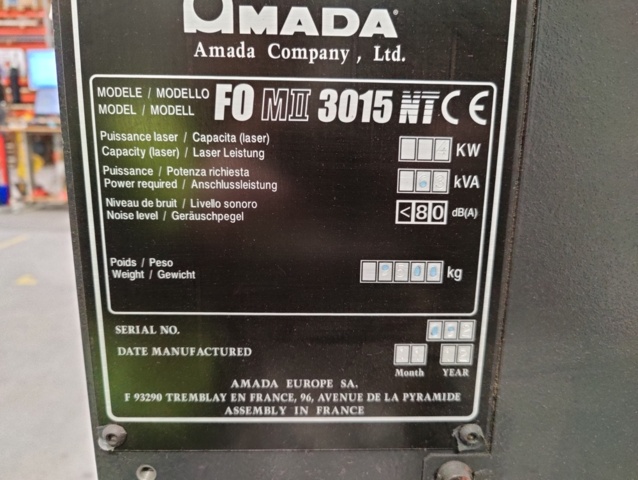 AMADA
Amada Company, Ltd.
MODELE / MODELLO
MODEL / MODELL
FO MII 3015 NT CE
Puissance laser / Capacita (laser)
Capacity (laser) / Laser Leistung
KW
Puissance / Potenza richiesta
Power required / Anschlussleistung
kVA
Niveau de bruit / Livello sonoro
Noise level / Geräuschpegel
<80 dB(A)
Poids / Peso
Weight / Gewicht
kg
SERIAL NO.
DATE MANUFACTURED
Month YEAR
AMADA EUROPE SA.
F 93290 TREMBLAY EN FRANCE, 96, AVENUE DE LA PYRAMIDE
ASSEMBLY IN FRANCE